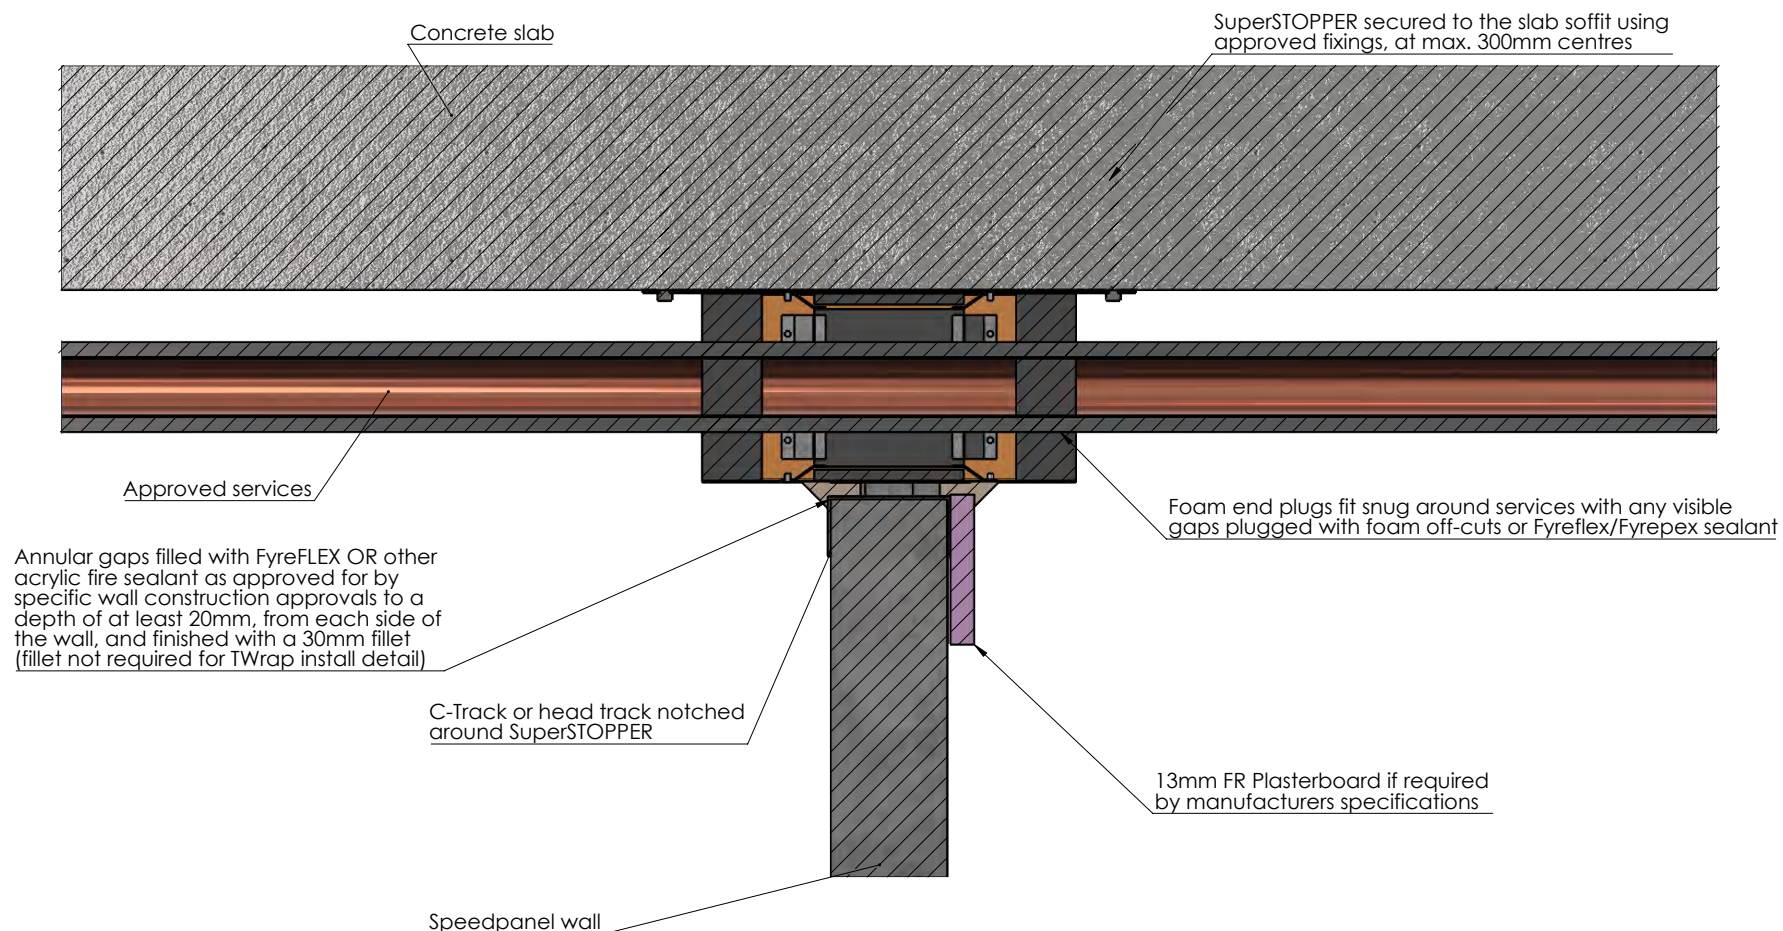 Concrete slab
SuperSTOPPER secured to the slab soffit using
approved fixings, at max. 300mm centres
Approved services
Foam end plugs fit snug around services with any visible
gaps plugged with foam off-cuts or Fyreflex/Fyrepex sealant
Annular gaps filled with FyreFLEX OR other
acrylic fire sealant as approved for by
specific wall construction approvals to a
depth of at least 20mm, from each side of
the wall, and finished with a 30mm fillet
(fillet not required for TWrap install detail)
C-Track or head track notched
around SuperSTOPPER
13mm FR Plasterboard if required
by manufacturers specifications
Speedpanel wall